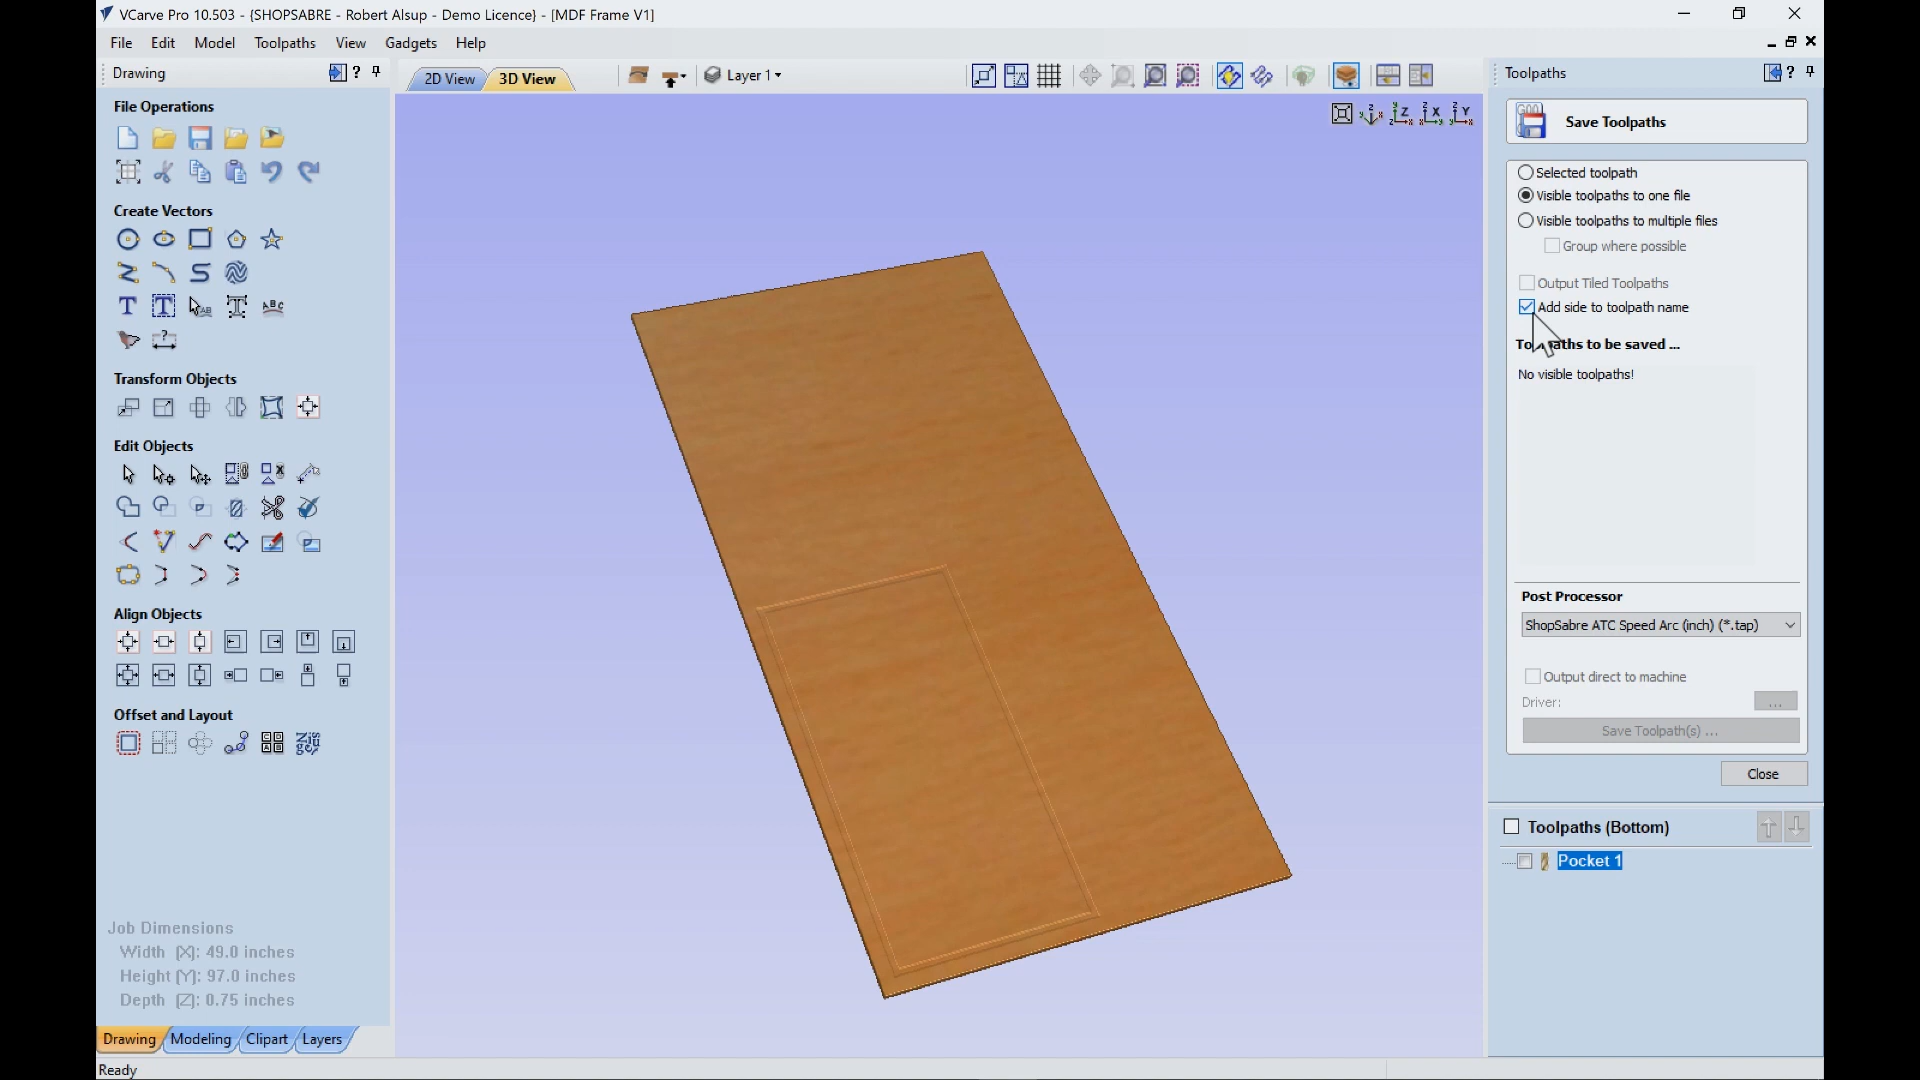 VCarve Pro 10.503 - {SHOPSABRE - Robert Alsup - Demo Licence} - [MDF Frame V1]
File Edit Model Toolpaths View Gadgets Help
Drawing
2D View
3D View
Layer 1
Toolpaths
File Operations
Create Vectors
Transform Objects
Edit Objects
Align Objects
Offset and Layout
Job Dimensions
Width (X): 49.0 inches
Height (Y): 97.0 inches
Depth (Z): 0.75 inches
Drawing Modeling Clipart Layers
Ready
Save Toolpaths
Selected toolpath
Visible toolpaths to one file
Visible toolpaths to multiple files
Group where possible
Output Tiled Toolpaths
Add side to toolpath name
to be saved ...
No visible toolpaths!
Post Processor
ShopSabre ATC Speed Arc (inch) (*.tap)
Output direct to machine
Driver:
...
Save Toolpath(s) ...
Close
Toolpaths (Bottom)
Pocket 1